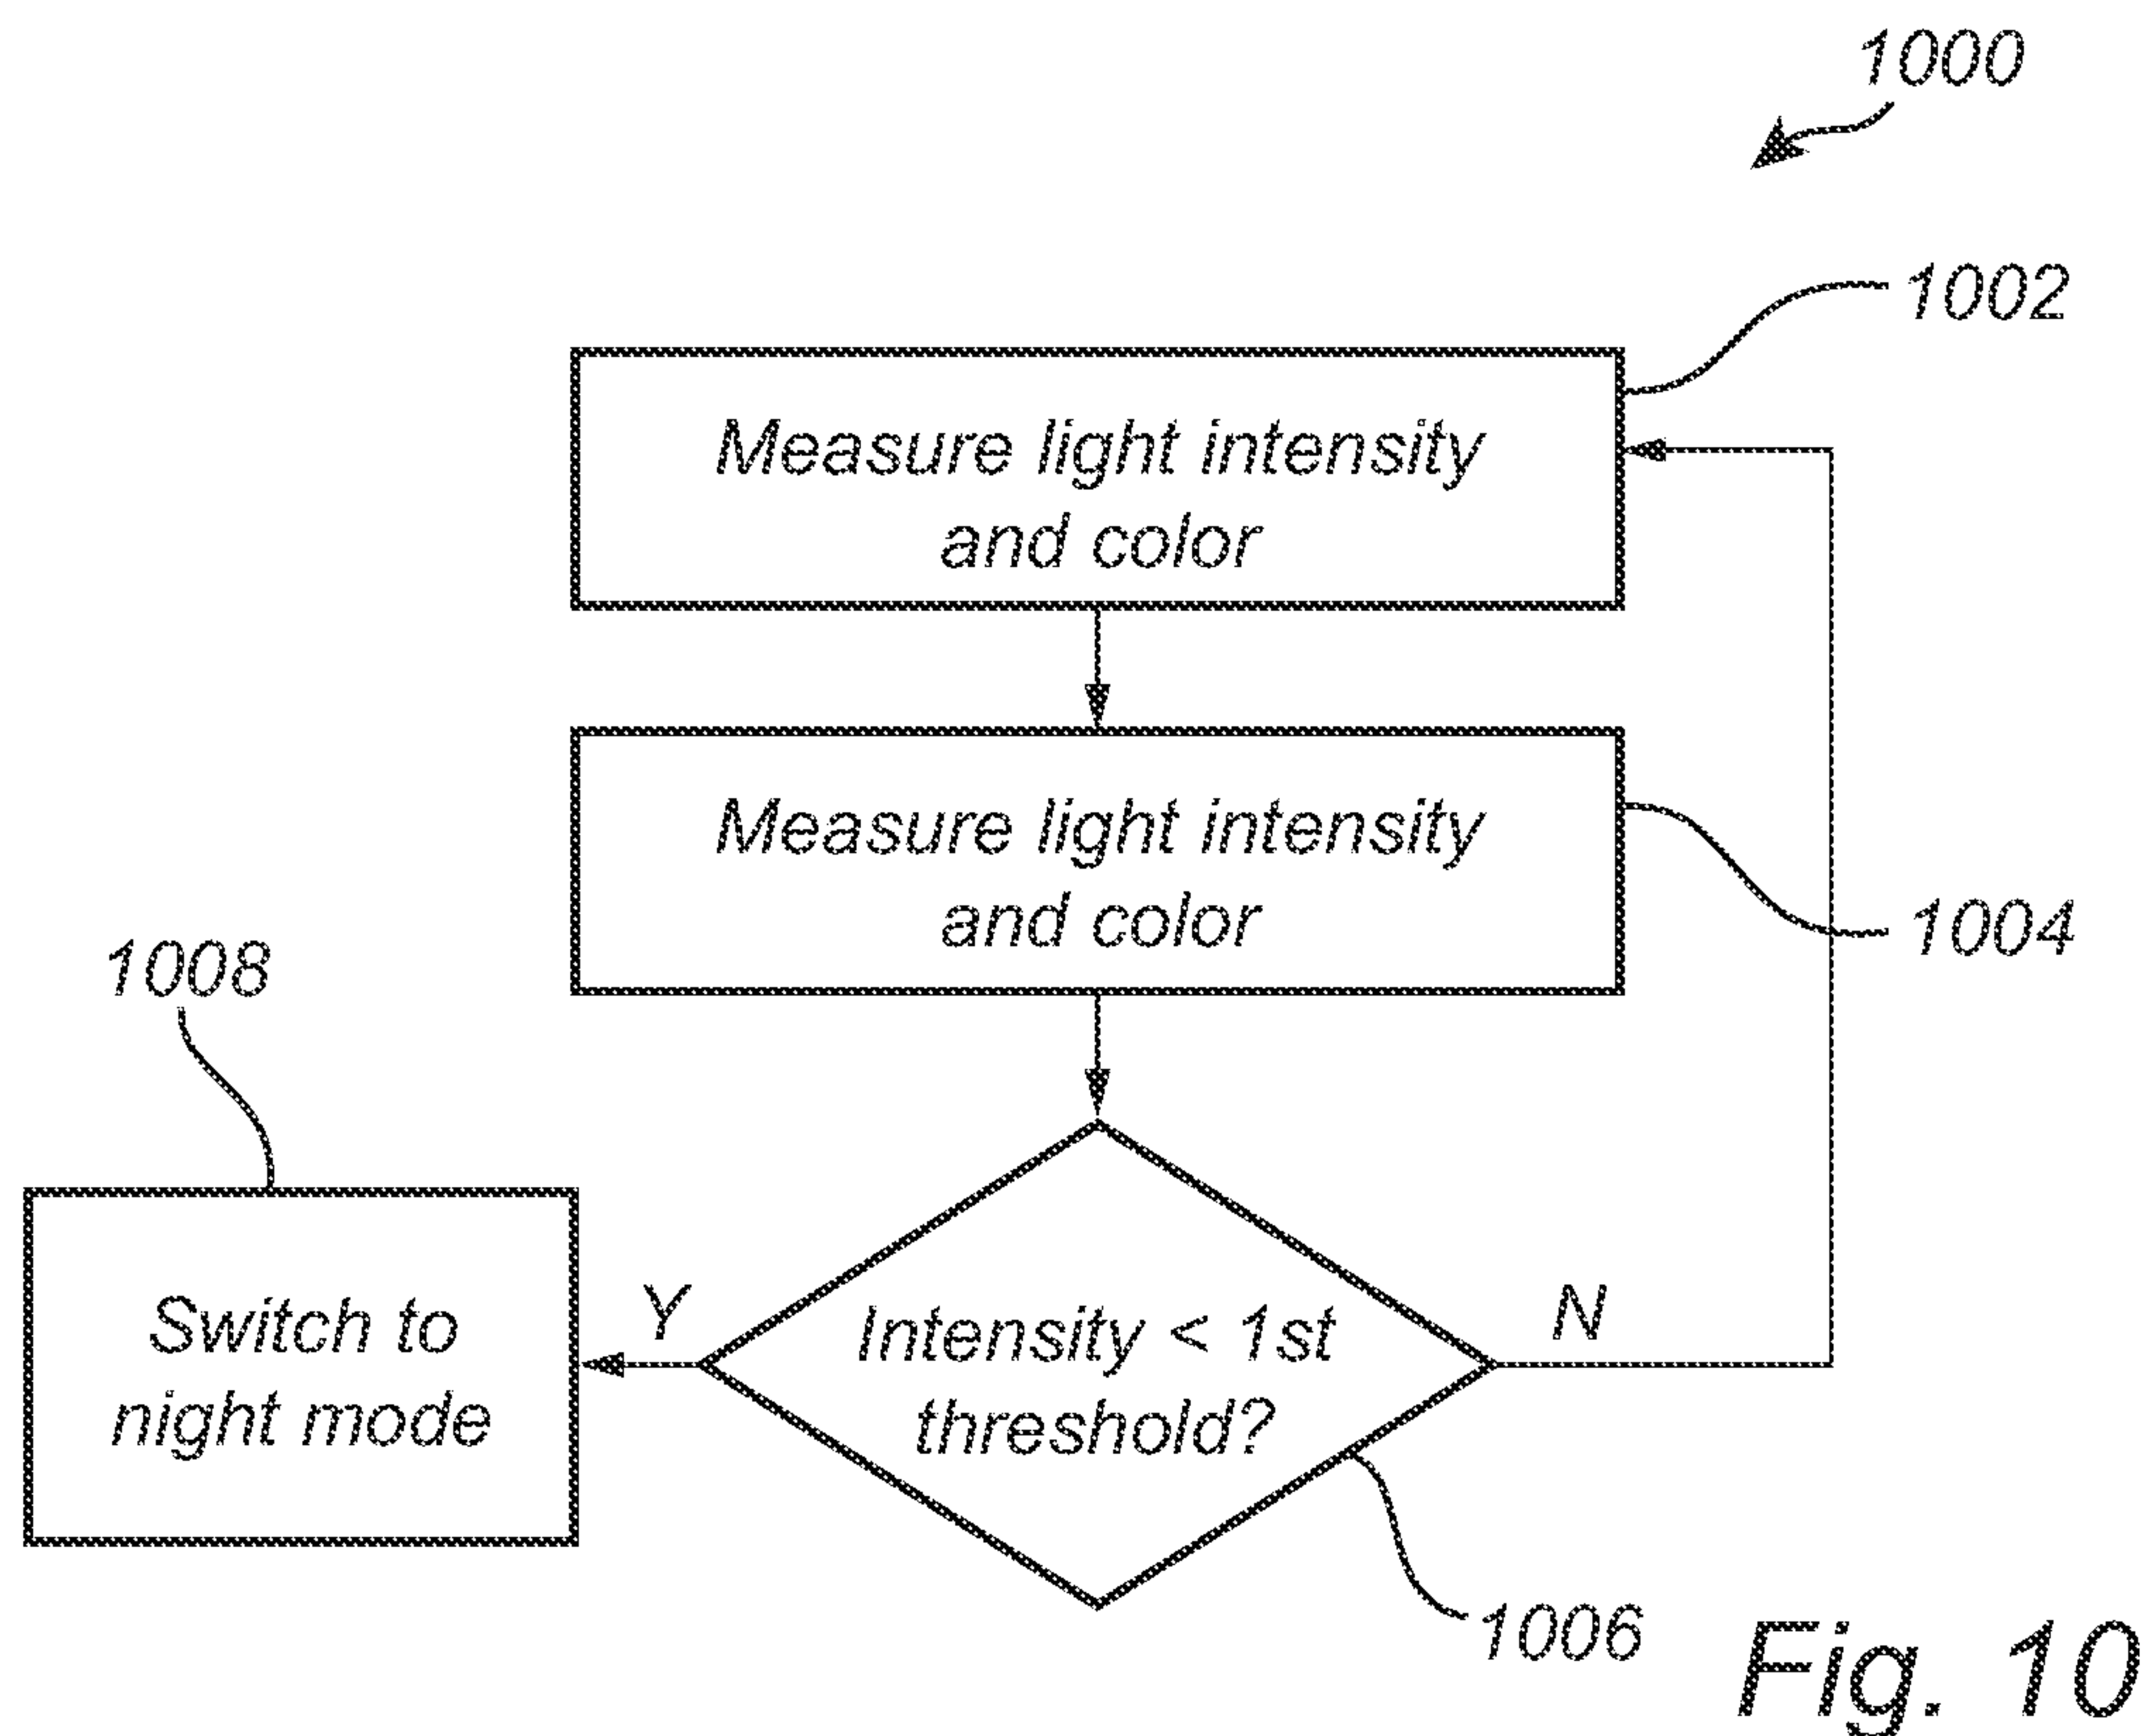 1000
1002
Measure light intensity
and color
Measure light intensity
and color
1004
1008
Switch to
night mode
Y
Intensity < 1st
threshold?
N
1006
Fig. 10